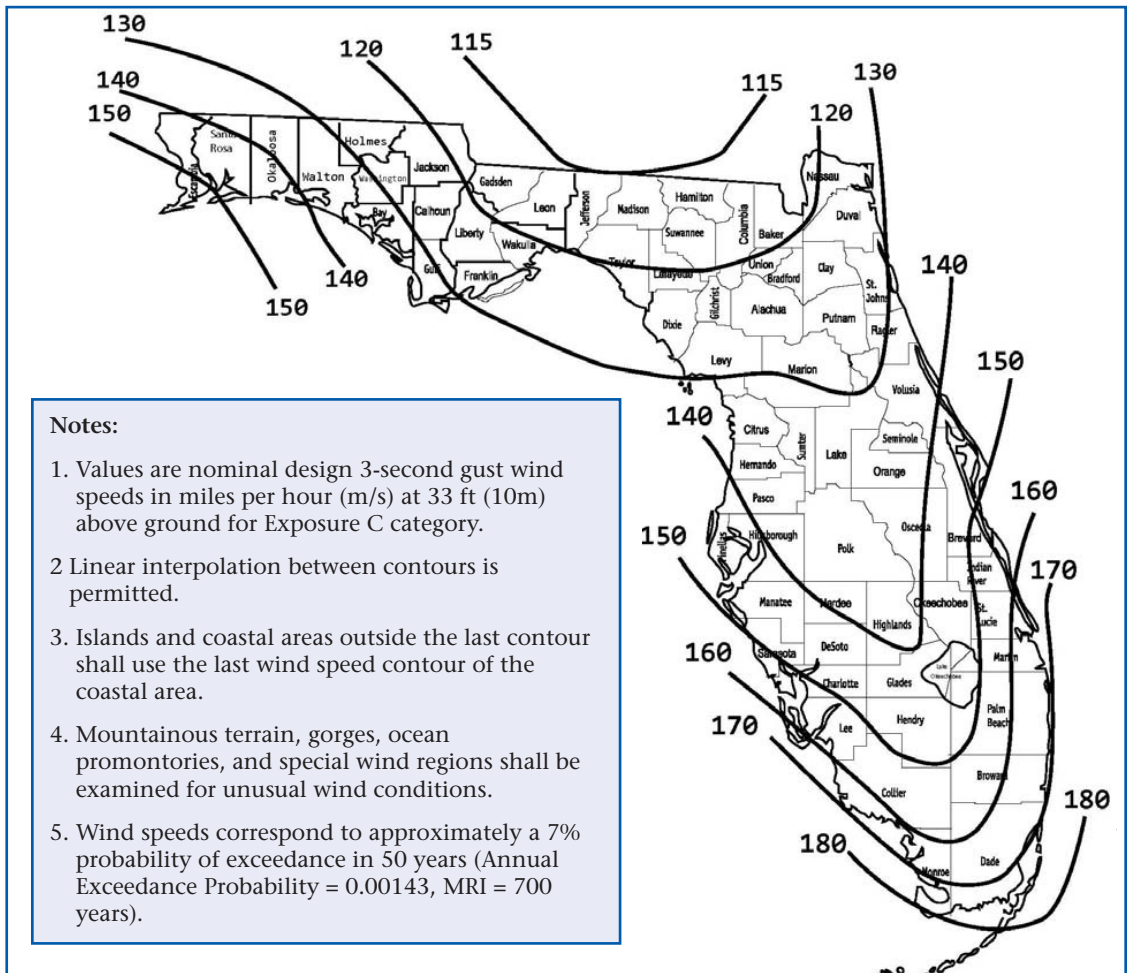 130
120
115
115
130
120
140
150
140
150
140
150
140
150
160
170
140
150
160
170
180
180
Escambia
Santa
Rosa
Okaloosa
Walton
Holmes
Washington
Jackson
Bay
Calhoun
Gulf
Liberty
Gadsden
Leon
Wakulla
Franklin
Jefferson
Madison
Taylor
Hamilton
Suwannee
Lafayette
Columbia
Baker
Nassau
Duval
Union
Bradford
Clay
St.
Johns
Dixie
Gilchrist
Alachua
Putnam
Flagler
Levy
Marion
Volusia
Citrus
Sumter
Lake
Seminole
Hernando
Orange
Pasco
Pinellas
Hillsborough
Polk
Osceola
Brevard
Indian
River
Manatee
Hardee
Highlands
Okeechobee
St.
Lucie
Sarasota
DeSoto
Martin
Charlotte
Glades
Lake
Okeechobee
Lee
Hendry
Palm
Beach
Collier
Broward
Monroe
Dade
Notes:
1. Values are nominal design 3-second gust wind
speeds in miles per hour (m/s) at 33 ft (10m)
above ground for Exposure C category.
2 Linear interpolation between contours is
permitted.
3. Islands and coastal areas outside the last contour
shall use the last wind speed contour of the
coastal area.
4. Mountainous terrain, gorges, ocean
promontories, and special wind regions shall be
examined for unusual wind conditions.
5. Wind speeds correspond to approximately a 7%
probability of exceedance in 50 years (Annual
Exceedance Probability = 0.00143, MRI = 700
years).